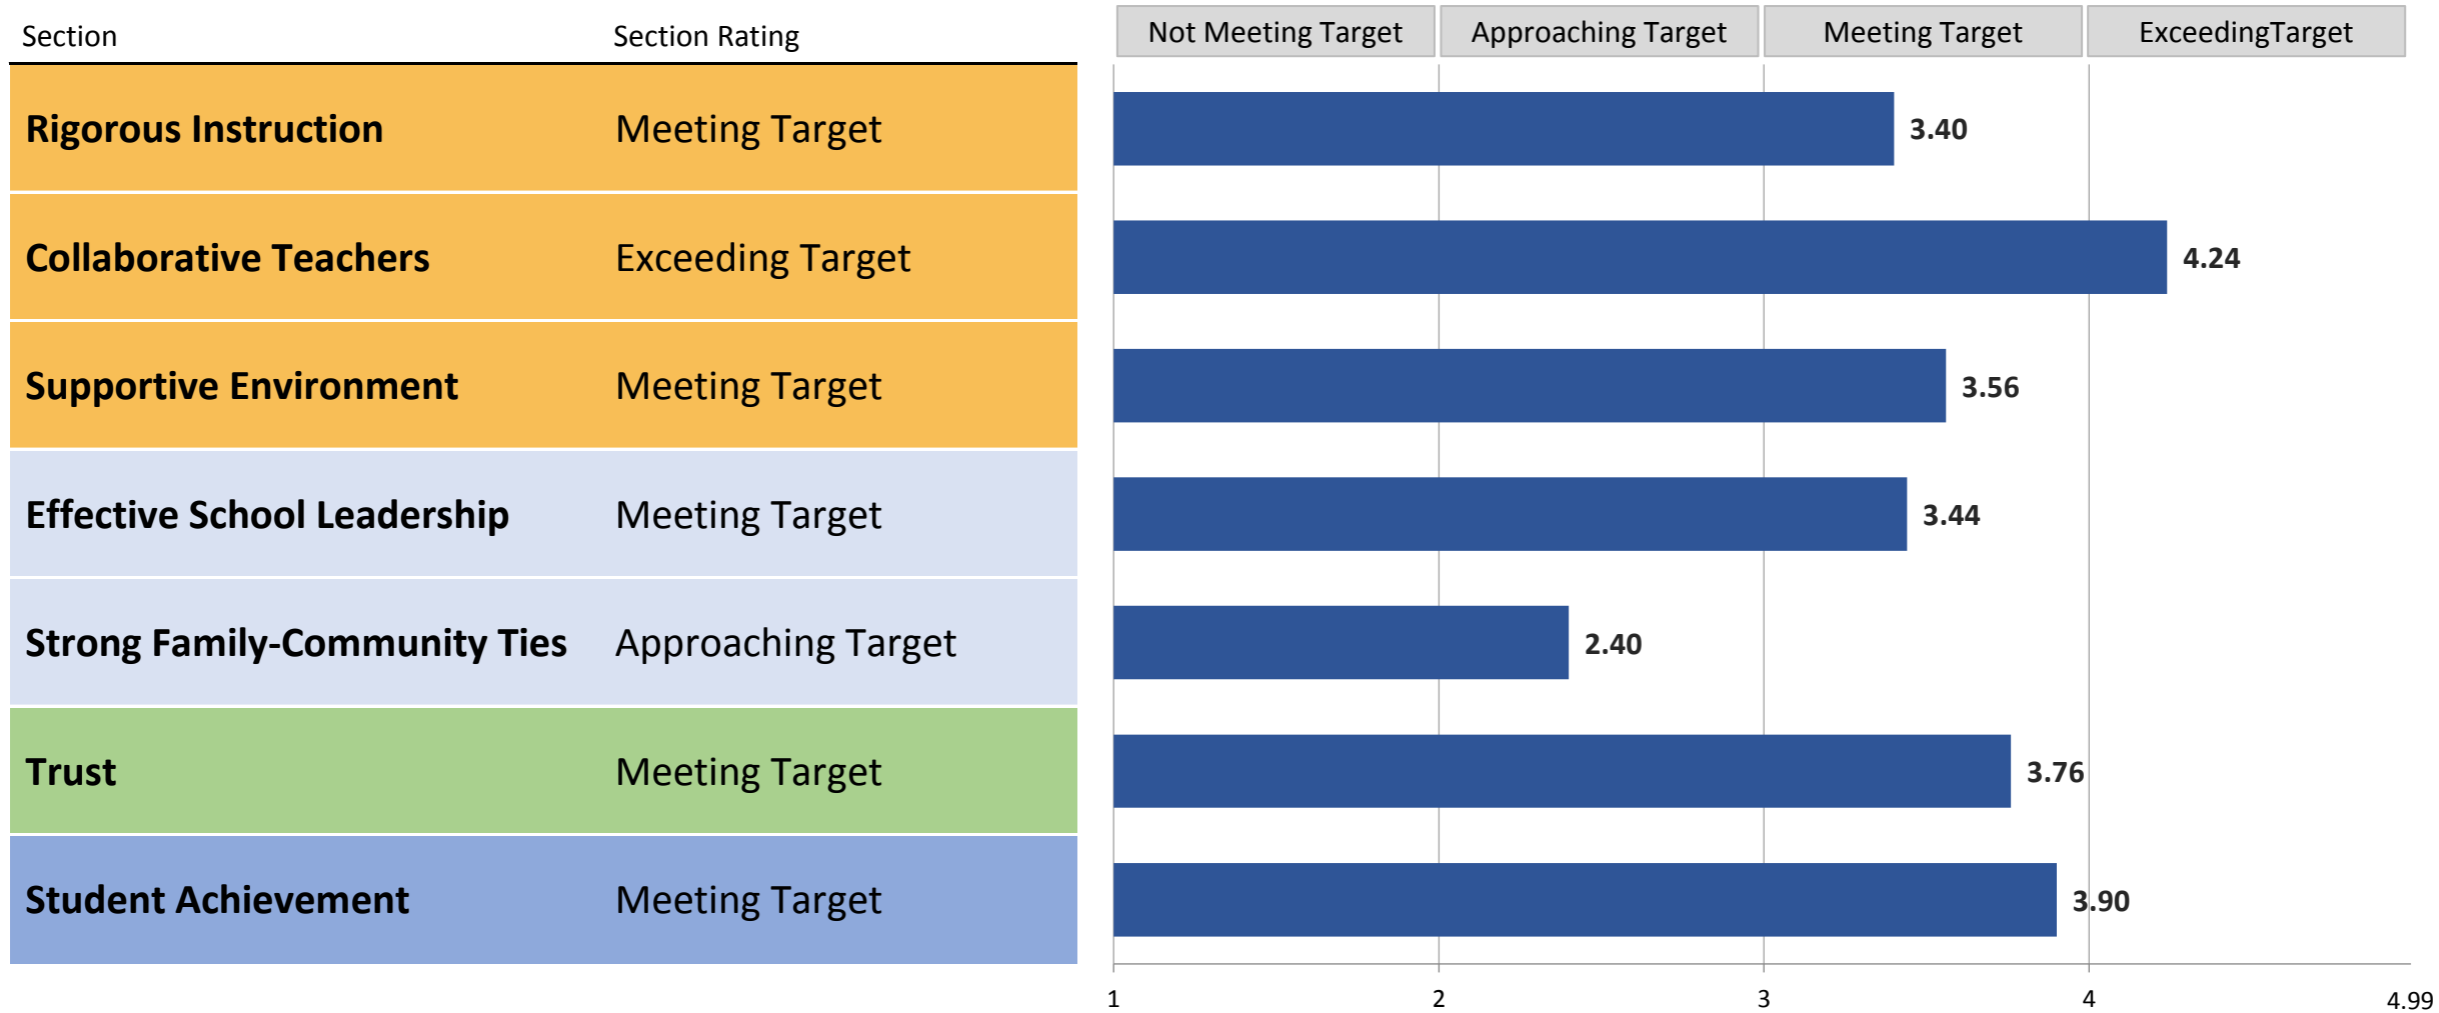 Section Section Rating Not Meeting Target Approaching Target Meeting Target ExceedingTarget
Rigorous Instruction Meeting Target 3.40
Collaborative Teachers Exceeding Target 4.24
Supportive Environment Meeting Target 3.56
Effective School Leadership Meeting Target 3.44
Strong Family-Community Ties Approaching Target 2.40
Trust Meeting Target 3.76
Student Achievement Meeting Target 3.90
1 2 3 4 4.99